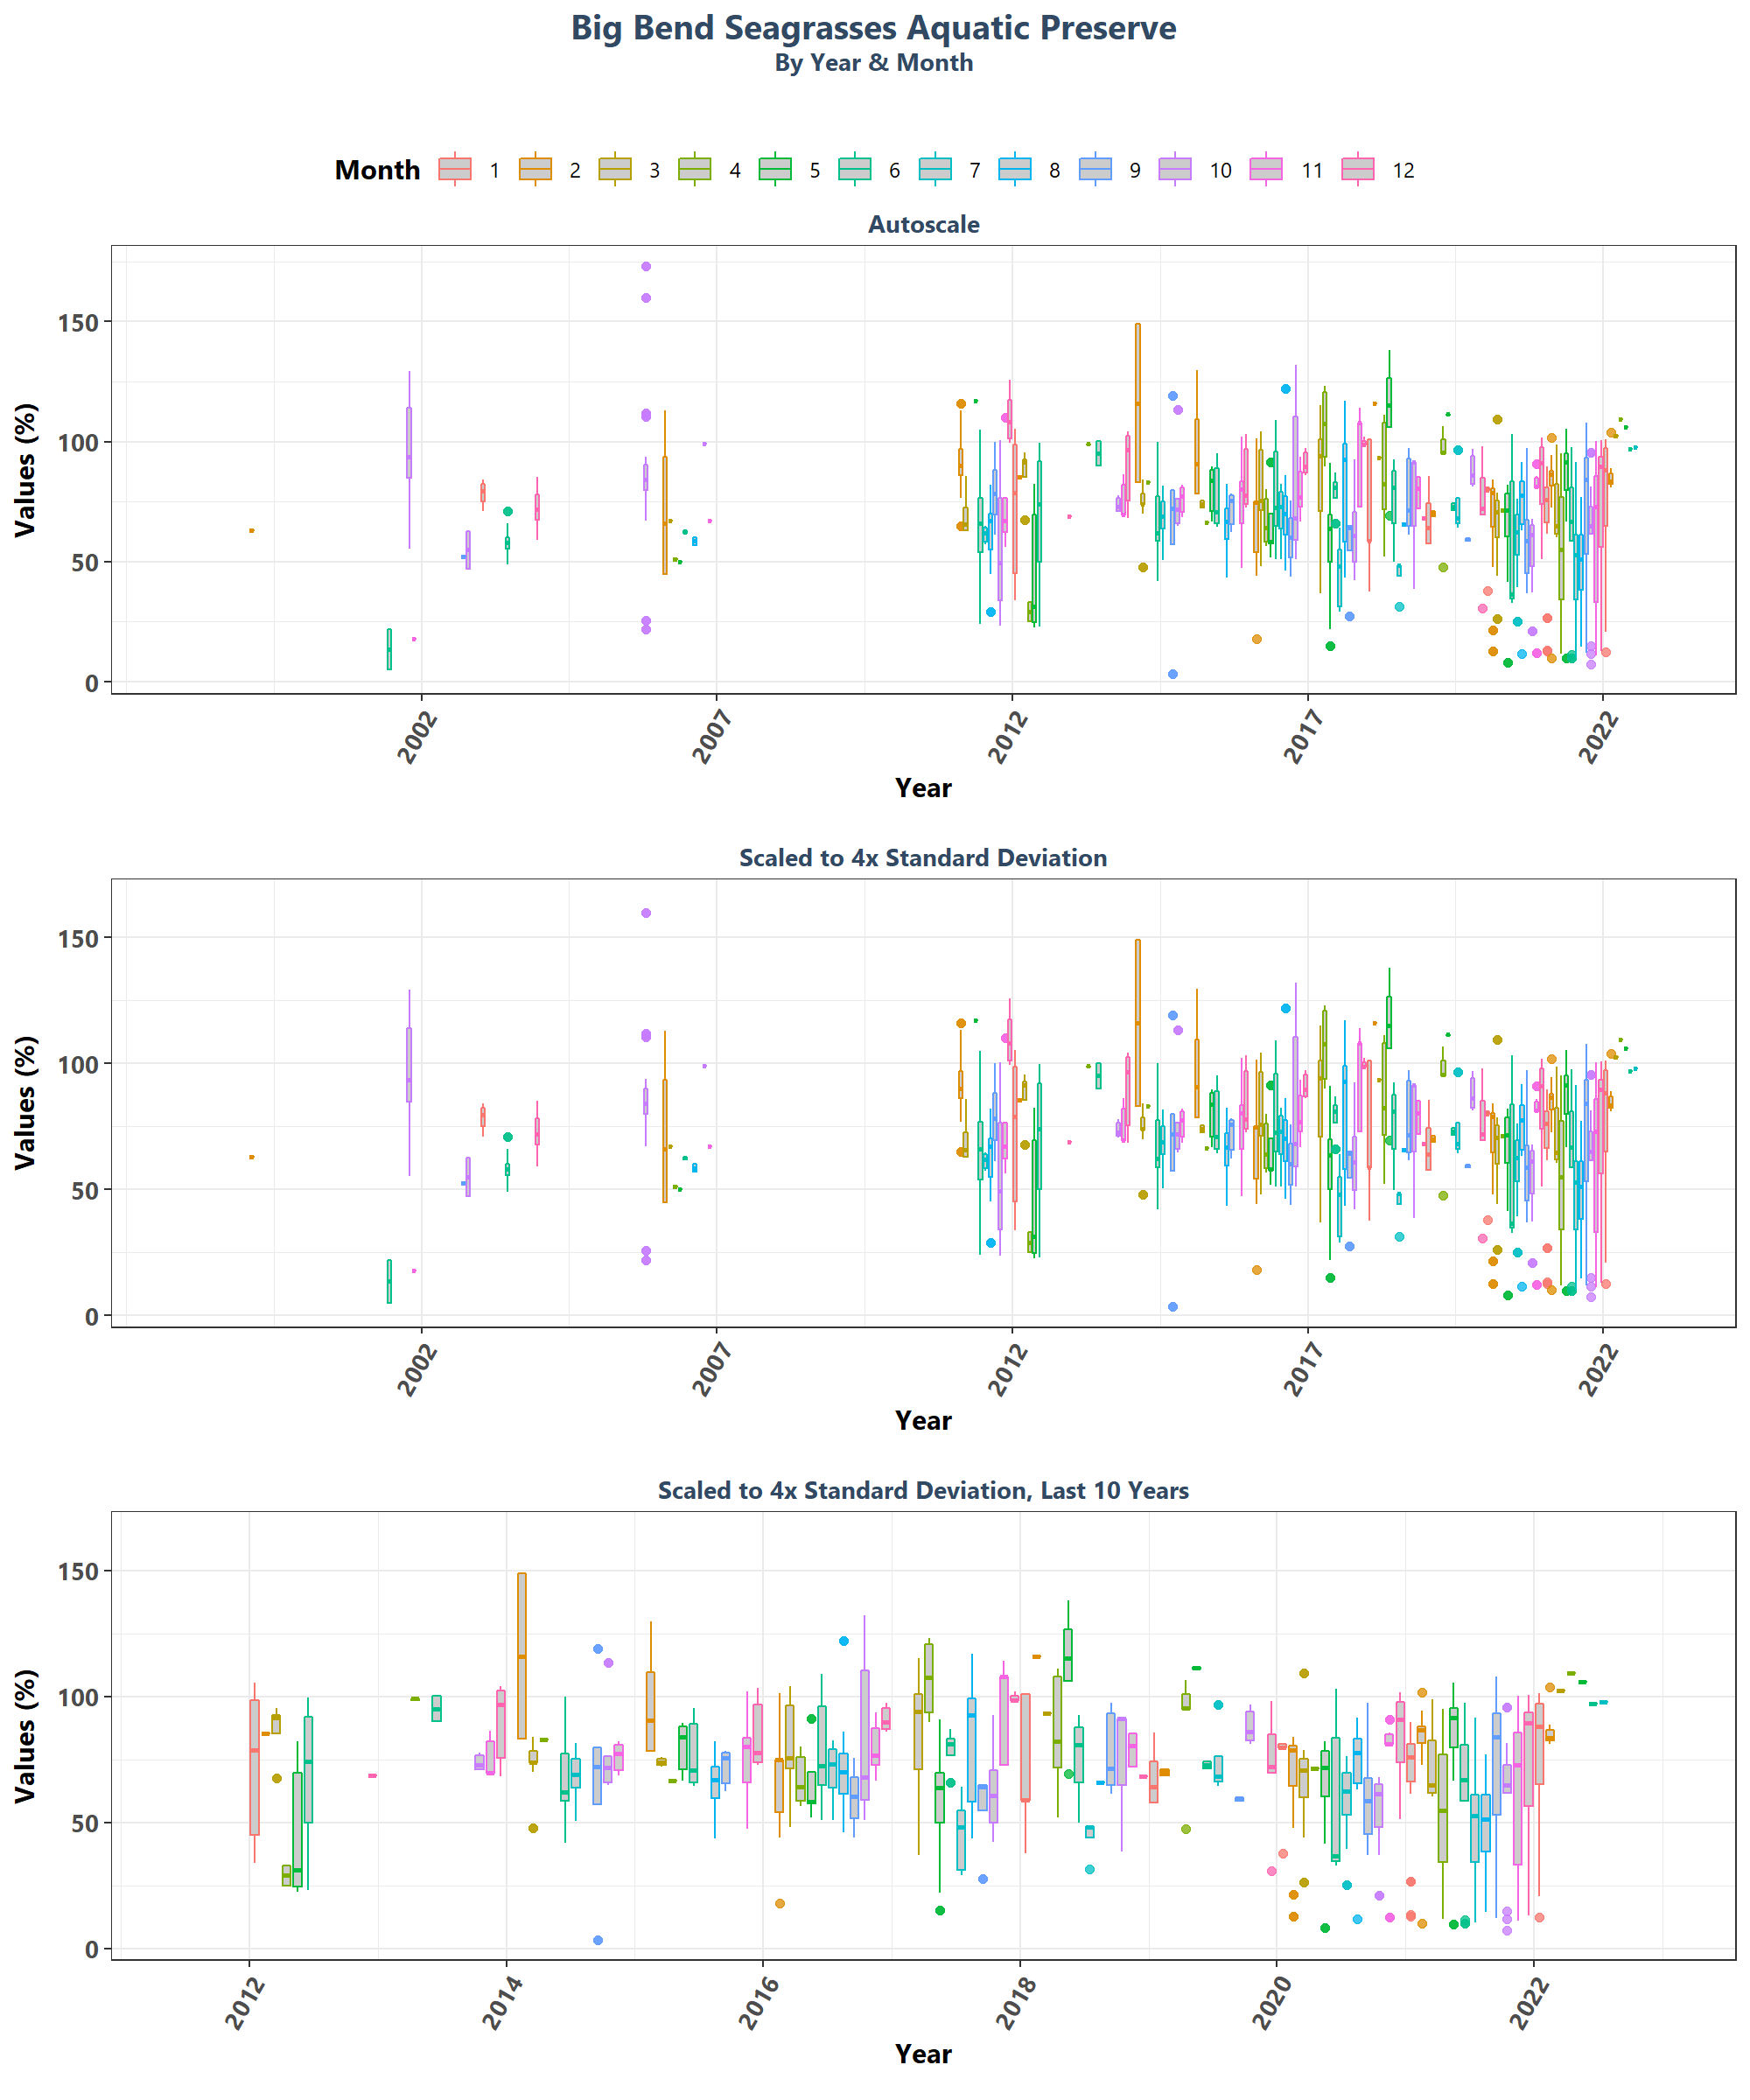 Big Bend Seagrasses Aquatic Preserve
By Year & Month
Month 1 2 3 4 5 6 7 8 9 10 11 12
Autoscale
Values (%)
150
100
50
0
2002 2007 2012 2017 2022
Year
Scaled to 4x Standard Deviation
Values (%)
150
100
50
0
2002 2007 2012 2017 2022
Year
Scaled to 4x Standard Deviation, Last 10 Years
Values (%)
150
100
50
0
2012 2014 2016 2018 2020 2022
Year